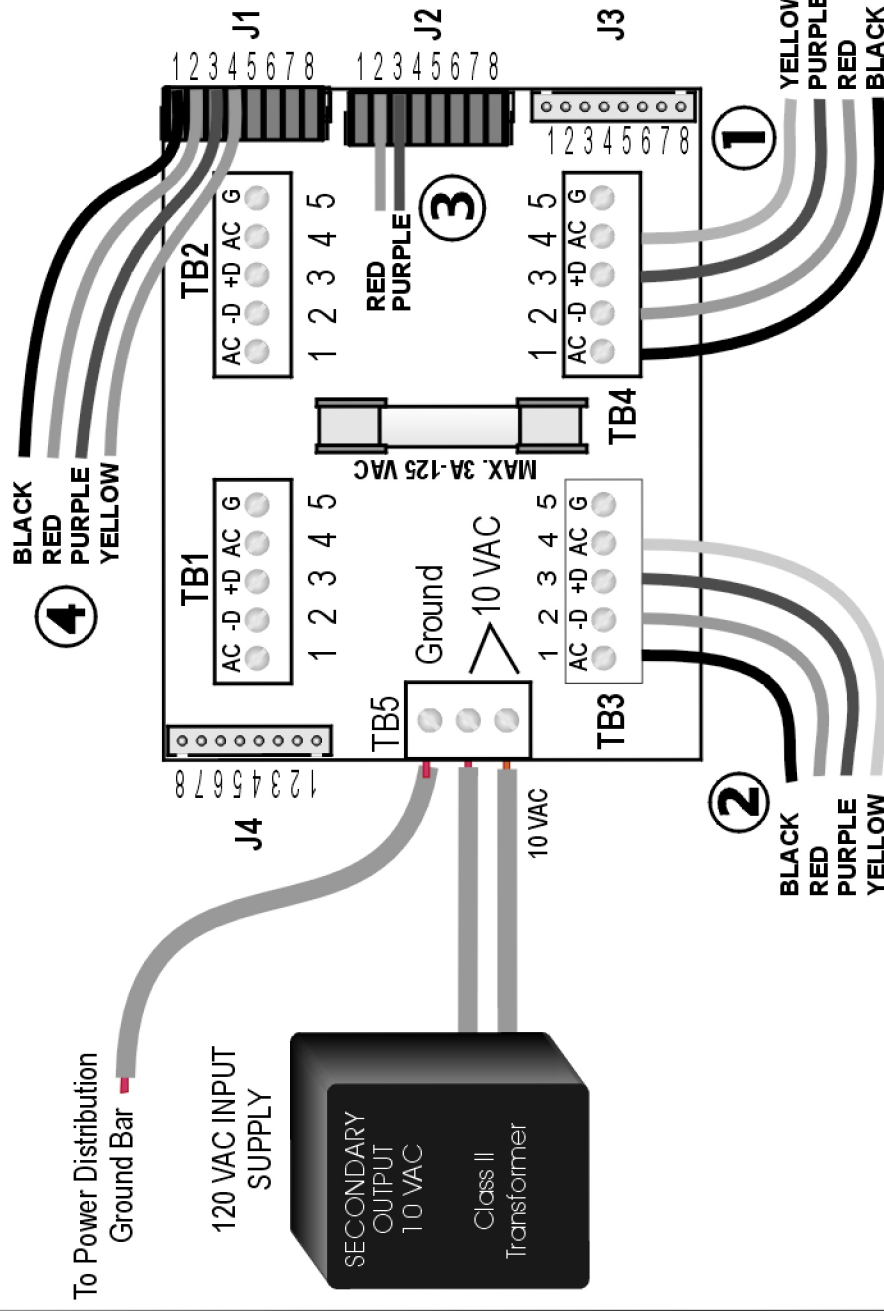 To Power Distribution
Ground Bar
120 VAC INPUT
SUPPLY
SECONDARY
OUTPUT
10 VAC
Class II
Transformer
10 VAC
J4
8 7 6 5 4 3 2 1
TB5
Ground
10 VAC
TB1
AC -D +D AC G
1 2 3 4 5
4
BLACK
RED
PURPLE
YELLOW
TB2
AC -D +D AC G
1 2 3 4 5
J1
1 2 3 4 5 6 7 8
J2
1 2 3 4 5 6 7 8
RED
PURPLE
3
J3
1 2 3 4 5 6 7 8
MAX. 3A-125 VAC
TB3
1 2 3 4 5
AC -D +D AC G
2
BLACK
RED
PURPLE
YELLOW
TB4
1 2 3 4 5
AC -D +D AC G
1
YELLOW
PURPLE
RED
BLACK